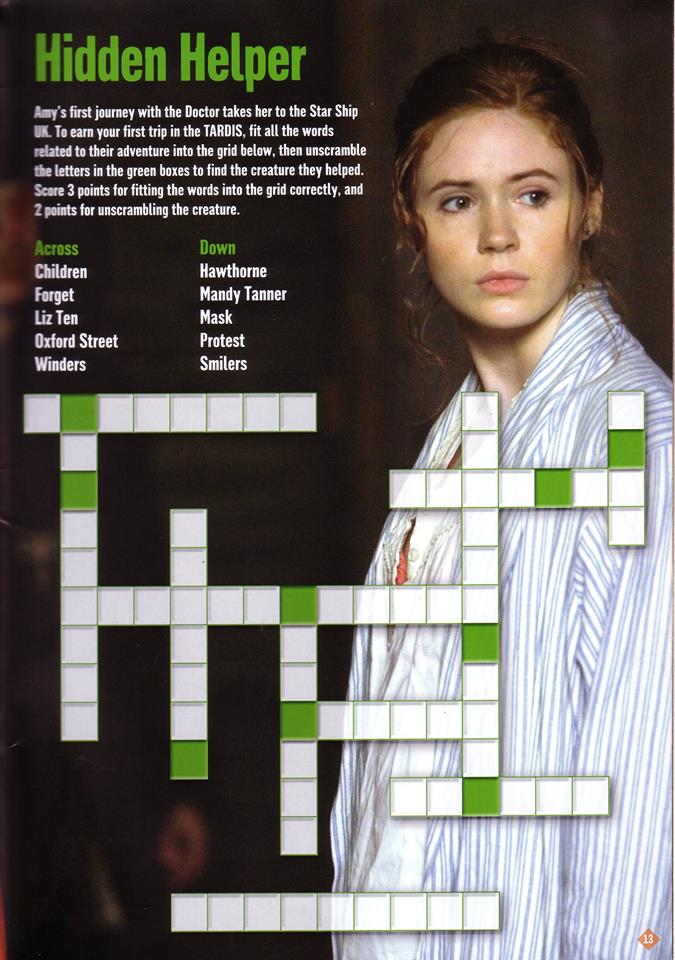 Hidden Helper
Amy's first journey with the Doctor takes her to the Star Ship
UK. To earn your first trip in the TARDIS, fit all the words
related to their adventure into the grid below, then unscramble
the letters in the green boxes to find the creature they helped.
Score 3 points for fitting the words into the grid correctly, and
2 points for unscrambling the creature.
Across
Children
Forget
Liz Ten
Oxford Street
Winders
Down
Hawthorne
Mandy Tanner
Mask
Protest
Smilers
13